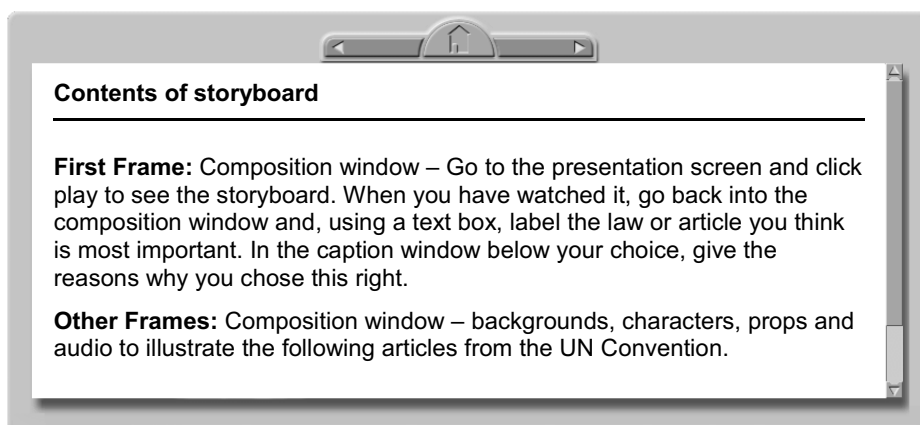 Contents of storyboard
First Frame: Composition window – Go to the presentation screen and click
play to see the storyboard. When you have watched it, go back into the
composition window and, using a text box, label the law or article you think
is most important. In the caption window below your choice, give the
reasons why you chose this right.
Other Frames: Composition window – backgrounds, characters, props and
audio to illustrate the following articles from the UN Convention.